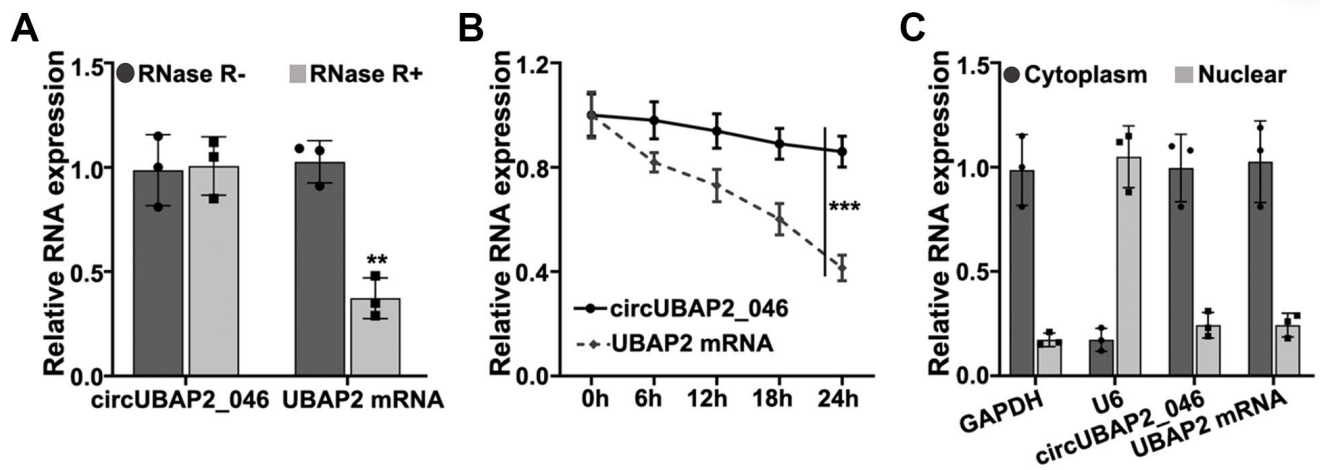 A
Relative RNA expression
1.5
1.0
0.5
0.0
RNase R-
RNase R+
**
circUBAP2_046
UBAP2 mRNA
B
Relative RNA expression
1.2
0.8
0.4
0.0
***
circUBAP2_046
UBAP2 mRNA
0h
6h
12h
18h
24h
C
Relative RNA expression
1.5
1.0
0.5
0.0
Cytoplasm
Nuclear
GAPDH
U6
circUBAP2_046
UBAP2 mRNA